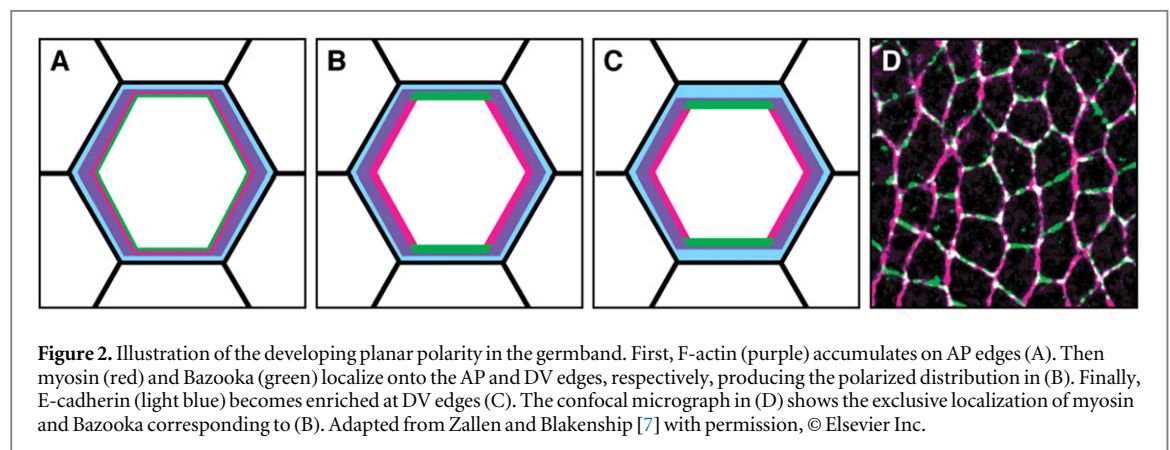 A
B
C
D
Figure 2. Illustration of the developing planar polarity in the germband. First, F-actin (purple) accumulates on AP edges (A). Then
myosin (red) and Bazooka (green) localize onto the AP and DV edges, respectively, producing the polarized distribution in (B). Finally,
E-cadherin (light blue) becomes enriched at DV edges (C). The confocal micrograph in (D) shows the exclusive localization of myosin
and Bazooka corresponding to (B). Adapted from Zallen and Blakenship [7] with permission, © Elsevier Inc.